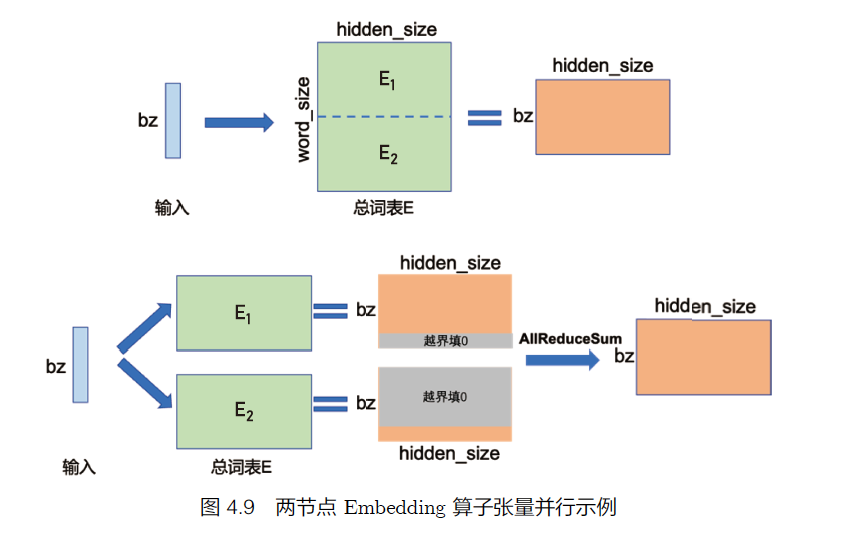 hidden_size
bz
word_size
E1
E2
hidden_size
bz
输入
总词表E
hidden_size
bz
E1
bz
越界填0
AllReduceSum
hidden_size
bz
E2
bz
越界填0
hidden_size
输入
总词表E
图 4.9 两节点 Embedding 算子张量并行示例